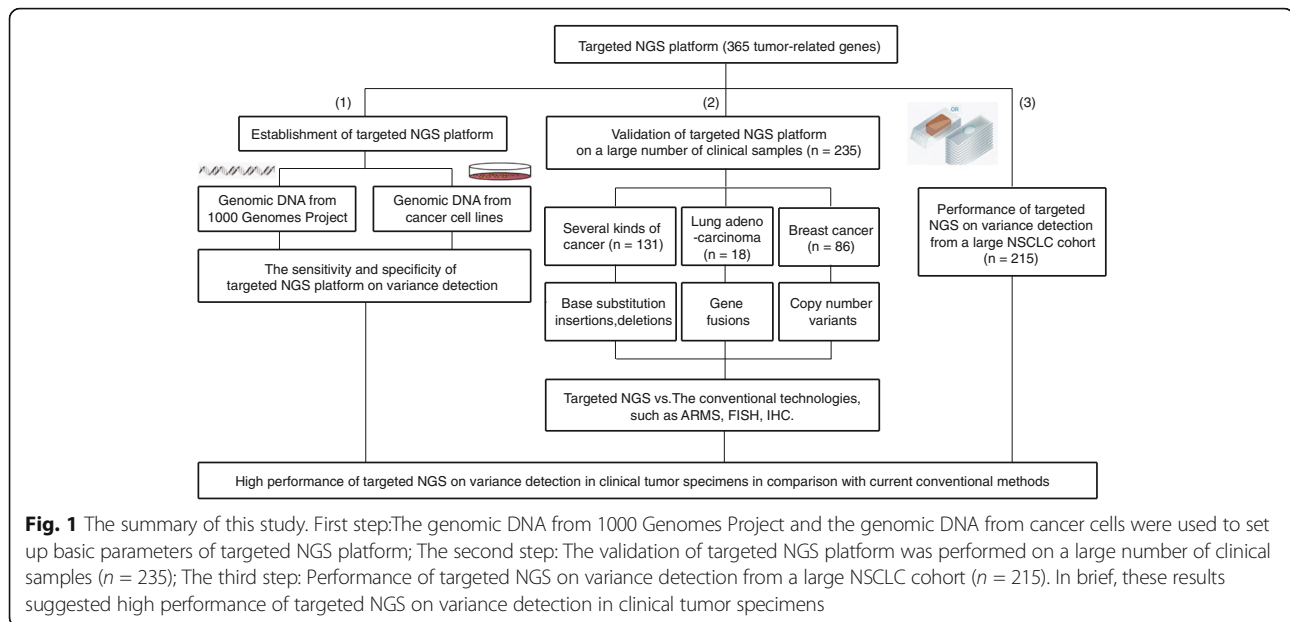 Targeted NGS platform (365 tumor-related genes)
(1)
(2)
(3)
OR
Establishment of targeted NGS platform
Validation of targeted NGS platform
on a large number of clinical samples (n = 235)
Genomic DNA from
1000 Genomes Project
Genomic DNA from
cancer cell lines
Several kinds of
cancer (n = 131)
Lung adeno
-carcinoma
(n = 18)
Breast cancer
(n = 86)
Performance of targeted
NGS on variance detection
from a large NSCLC cohort
(n = 215)
The sensitivity and specificity of
targeted NGS platform on variance detection
Base substitution
insertions,deletions
Gene
fusions
Copy number
variants
Targeted NGS vs.The conventional technologies,
such as ARMS, FISH, IHC.
High performance of targeted NGS on variance detection in clinical tumor specimens in comparison with current conventional methods
Fig. 1 The summary of this study. First step:The genomic DNA from 1000 Genomes Project and the genomic DNA from cancer cells were used to set
up basic parameters of targeted NGS platform; The second step: The validation of targeted NGS platform was performed on a large number of clinical
samples (n = 235); The third step: Performance of targeted NGS on variance detection from a large NSCLC cohort (n = 215). In brief, these results
suggested high performance of targeted NGS on variance detection in clinical tumor specimens